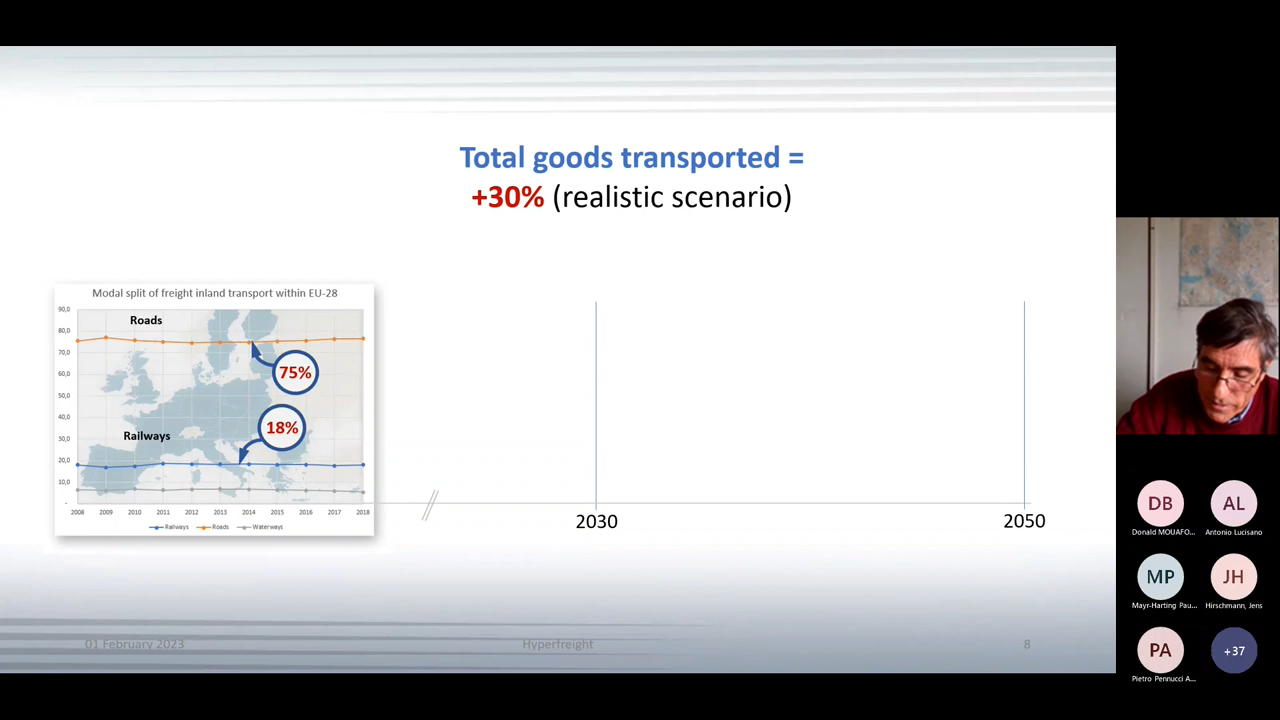 Total goods transported =
+30% (realistic scenario)
Modal split of freight inland transport within EU-28
90,0
80,0
70,0
60,0
50,0
40,0
30,0
20,0
10,0
-
Roads
75%
18%
Railways
2008 2009 2010 2011 2012 2013 2014 2015 2016 2017 2018
Railways Roads Waterways
2030
2050
01 February 2023
Hyperfreight
8
DB
Donald MOUAFO...
AL
Antonio Lucisano
MP
Mayr-Harting Pau...
JH
Hirschmann, Jens
PA
Pietro Pennucci A...
+37